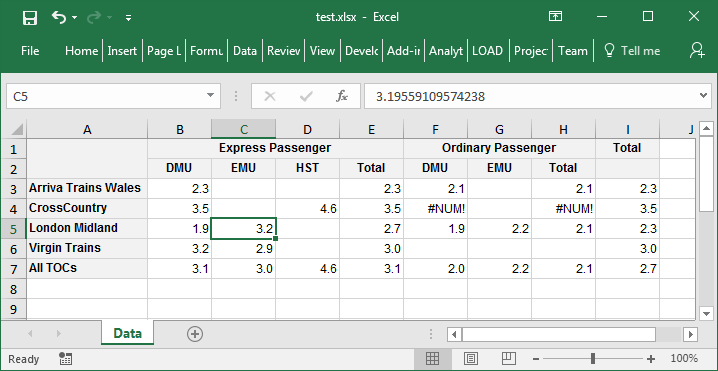 test.xlsx - Excel
File Home Insert Page L Formu Data Review View Develc Add-ir Analyt LOAD Projec Team Tell me
C5 fx 3.19559109574238
A B C D E F G H I J
1 Express Passenger Ordinary Passenger Total
2 DMU EMU HST Total DMU EMU Total
3 Arriva Trains Wales 2.3 2.3 2.1 2.1 2.3
4 CrossCountry 3.5 4.6 3.5 #NUM! #NUM! 3.5
5 London Midland 1.9 3.2 2.7 1.9 2.2 2.1 2.3
6 Virgin Trains 3.2 2.9 3.0 3.0
7 All TOCs 3.1 3.0 4.6 3.1 2.0 2.2 2.1 2.7
8
9
Data
Ready 100%